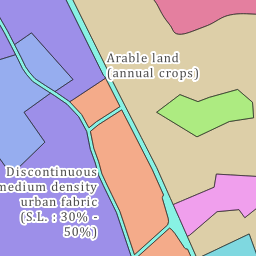 Arable land
(annual crops)
Discontinuous
medium density
urban fabric
(S.L. : 30% -
50%)